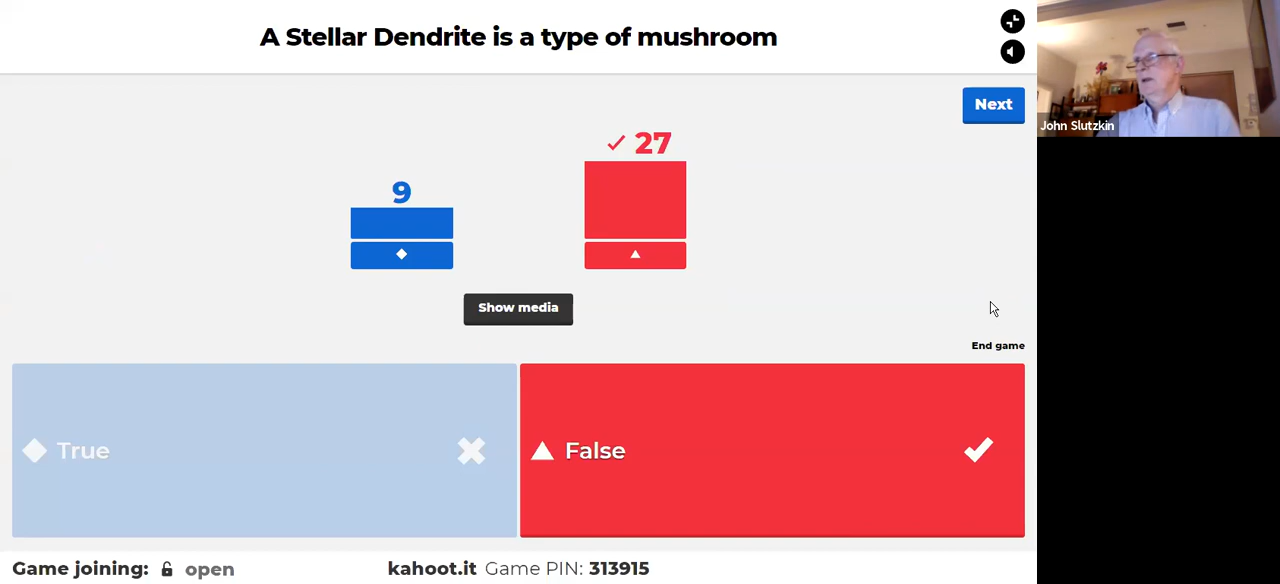 A Stellar Dendrite is a type of mushroom
Next
John Slutzkin
9
27
Show media
End game
True
False
Game joining: open
kahoot.it Game PIN: 313915